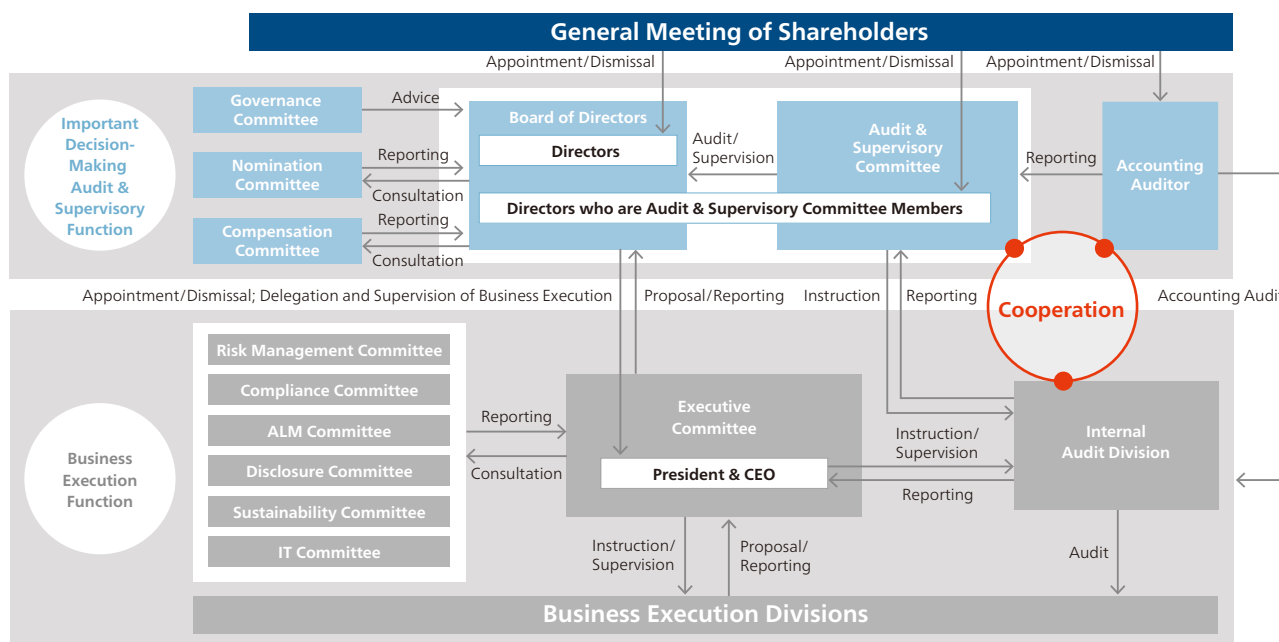 General Meeting of Shareholders
Appointment/Dismissal
Appointment/Dismissal
Appointment/Dismissal
Important
Decision-
Making
Audit &
Supervisory
Function
Governance
Committee
Advice
Nomination
Committee
Reporting
Consultation
Compensation
Committee
Reporting
Consultation
Board of Directors
Directors
Audit/
Supervision
Audit &
Supervisory
Committee
Directors who are Audit & Supervisory Committee Members
Reporting
Accounting
Auditor
Appointment/Dismissal; Delegation and Supervision of Business Execution
Proposal/Reporting
Instruction
Reporting
Cooperation
Accounting Audit
Business
Execution
Function
Risk Management Committee
Compliance Committee
ALM Committee
Disclosure Committee
Sustainability Committee
IT Committee
Reporting
Consultation
Executive
Committee
President & CEO
Instruction/
Supervision
Reporting
Internal
Audit Division
Instruction/
Supervision
Proposal/
Reporting
Audit
Business Execution Divisions